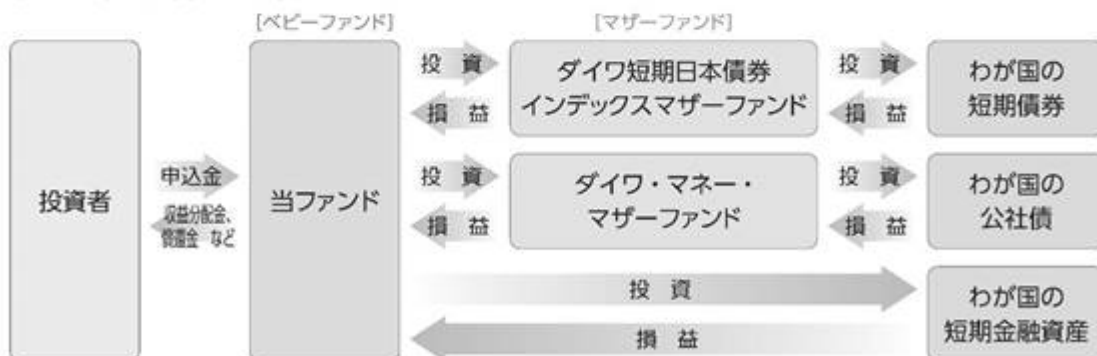 [ベビーファンド]
[マザーファンド]
投資者
申込金
収益分配金、
償還金 など
当ファンド
投 資
損 益
ダイワ短期日本債券
インデックスマザーファンド
投 資
損 益
わが国の
短期債券
投 資
損 益
ダイワ・マネー・
マザーファンド
投 資
損 益
わが国の
公社債
投 資
損 益
わが国の
短期金融資産